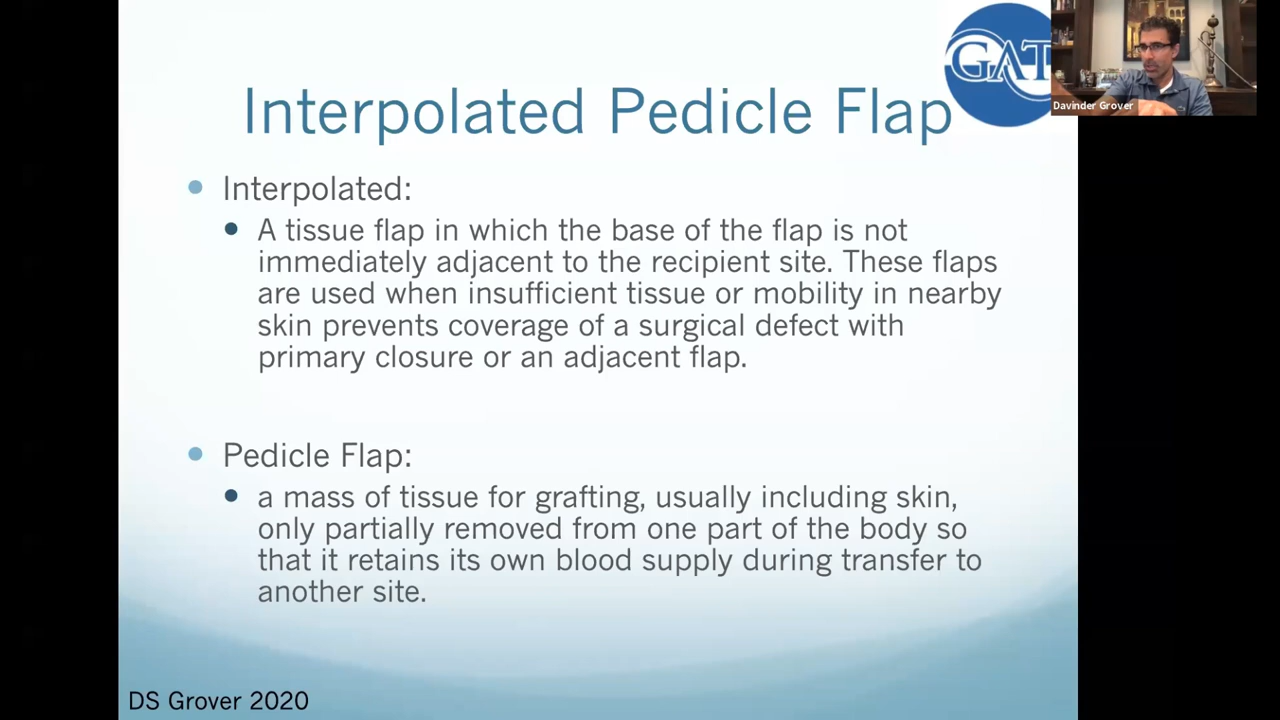 GAT
Davinder Grover
Interpolated Pedicle Flap
Interpolated:
A tissue flap in which the base of the flap is not
immediately adjacent to the recipient site. These flaps
are used when insufficient tissue or mobility in nearby
skin prevents coverage of a surgical defect with
primary closure or an adjacent flap.
Pedicle Flap:
a mass of tissue for grafting, usually including skin,
only partially removed from one part of the body so
that it retains its own blood supply during transfer to
another site.
DS Grover 2020